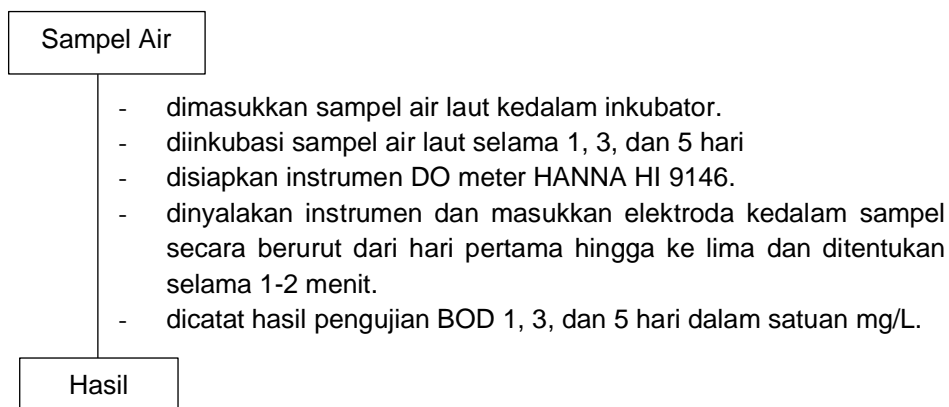 Sampel Air
- dimasukkan sampel air laut kedalam inkubator.
- diinkubasi sampel air laut selama 1, 3, dan 5 hari
- disiapkan instrumen DO meter HANNA HI 9146.
- dinyalakan instrumen dan masukkan elektroda kedalam sampel
secara berurut dari hari pertama hingga ke lima dan ditentukan
selama 1-2 menit.
- dicatat hasil pengujian BOD 1, 3, dan 5 hari dalam satuan mg/L.
Hasil